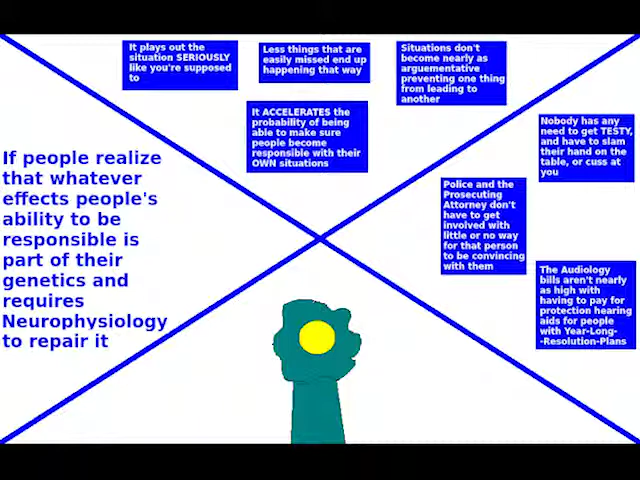 If people realize
that whatever
effects people's
ability to be
responsible is
part of their
genetics and
requires
Neurophysiology
to repair it
It plays out the
situation SERIOUSLY
like you're supposed
to
Less things that are
easily missed end up
happening that way
Situations don't
become nearly as
arguementative
preventing one thing
from leading to
another
It ACCELERATES the
probability of being
able to make sure
people become
responsible with their
OWN situations
Nobody has any
need to get TESTY,
and have to slam
their hand on the
table, or cuss at
you
Police and the
Prosecuting
Attorney don't
have to get
involved with
little or no way
for that person
to be convincing
with them
The Audiology
bills aren't nearly
as high with
having to pay for
protection hearing
aids for people
with Year-Long-
-Resolution-Plans